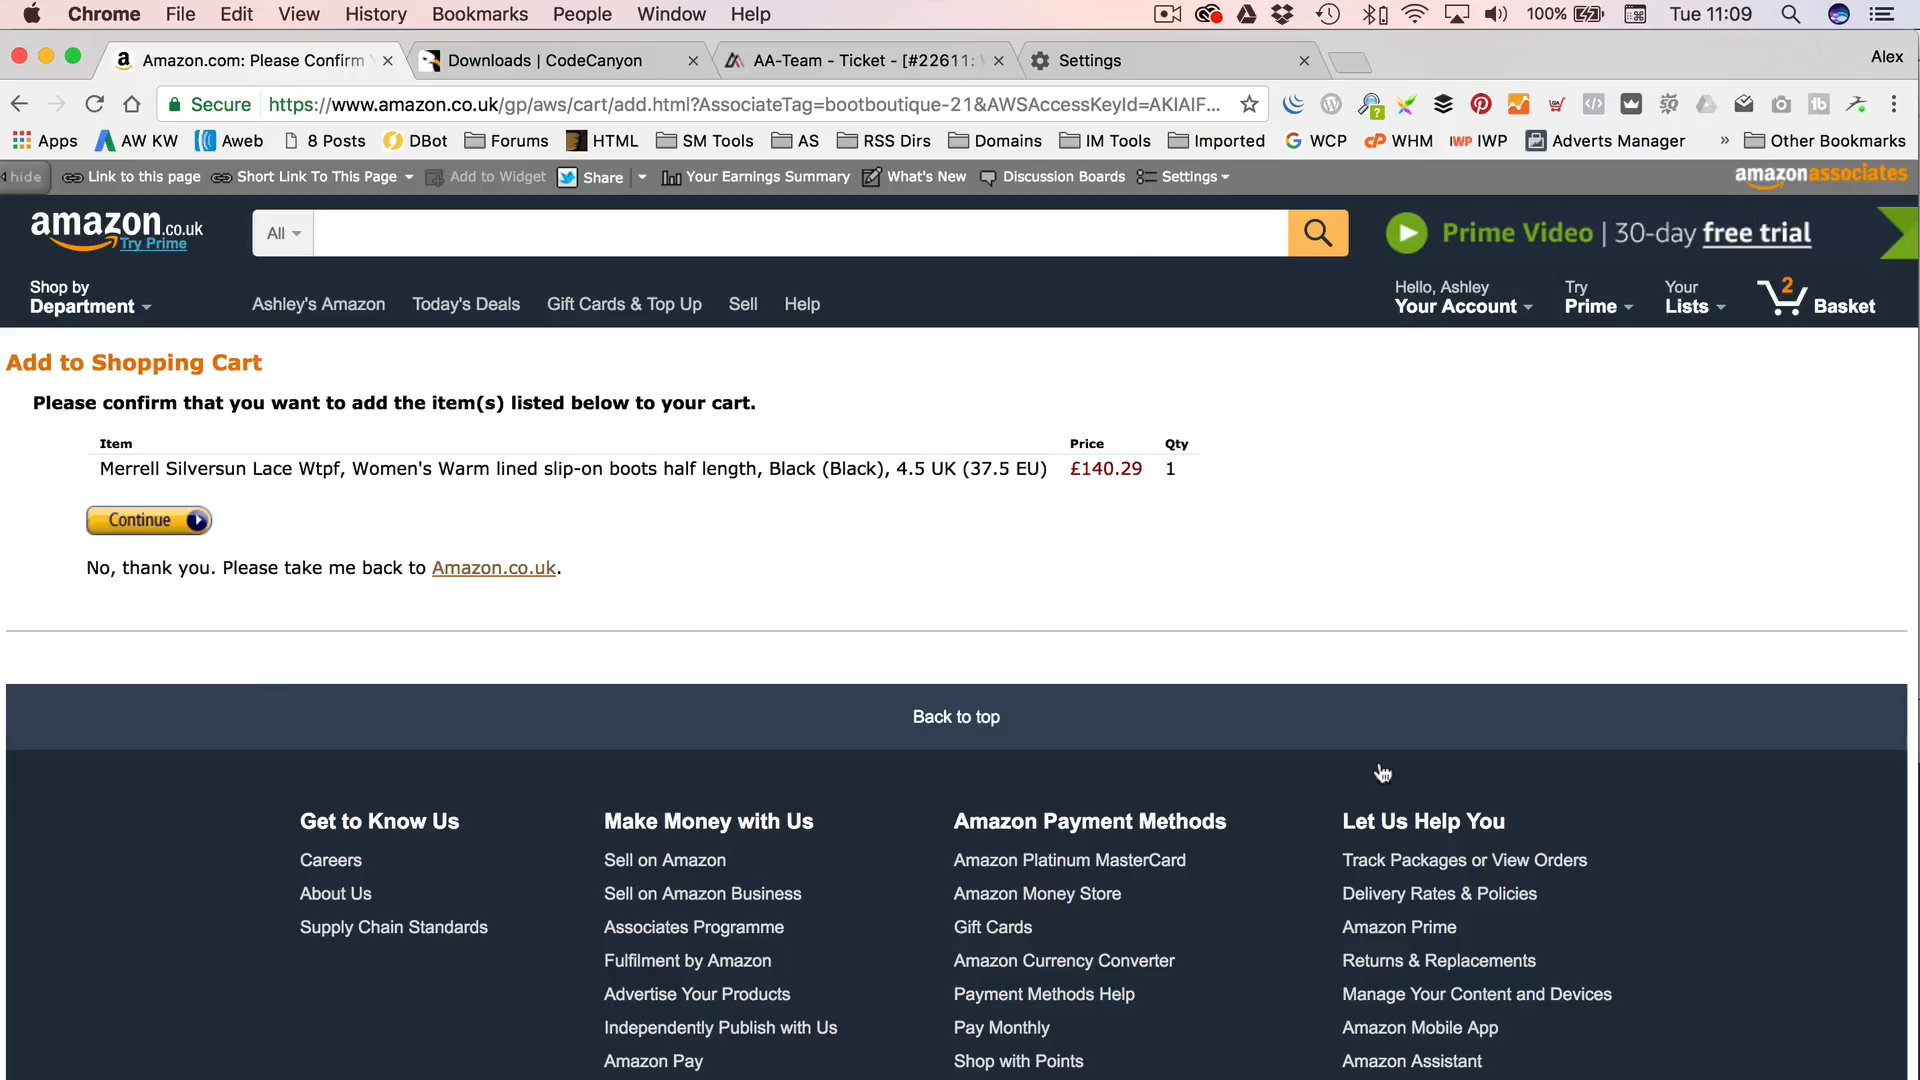 Chrome File Edit View History Bookmarks People Window Help 100% Tue 11:09
Amazon.com: Please Confirm Downloads | CodeCanyon AA-Team - Ticket - [#22611: Settings Alex
Secure https://www.amazon.co.uk/gp/aws/cart/add.html?AssociateTag=bootboutique-21&AWSAccessKeyId=AKIAIF...
Apps AW KW Aweb 8 Posts DBot Forums HTML SM Tools AS RSS Dirs Domains IM Tools Imported WCP WHM IWP Adverts Manager » Other Bookmarks
hide Link to this page Short Link To This Page Add to Widget Share Your Earnings Summary What's New Discussion Boards Settings amazonassociates
amazon.co.uk
Try Prime
All
Prime Video | 30-day free trial
Shop by
Department
Ashley's Amazon Today's Deals Gift Cards & Top Up Sell Help
Hello, Ashley
Your Account
Try
Prime
Your
Lists
2
Basket
Add to Shopping Cart
Please confirm that you want to add the item(s) listed below to your cart.
Item Price Qty
Merrell Silversun Lace Wtpf, Women's Warm lined slip-on boots half length, Black (Black), 4.5 UK (37.5 EU) £140.29 1
Continue
No, thank you. Please take me back to Amazon.co.uk.
Back to top
Get to Know Us
Careers
About Us
Supply Chain Standards
Make Money with Us
Sell on Amazon
Sell on Amazon Business
Associates Programme
Fulfilment by Amazon
Advertise Your Products
Independently Publish with Us
Amazon Pay
Amazon Payment Methods
Amazon Platinum MasterCard
Amazon Money Store
Gift Cards
Amazon Currency Converter
Payment Methods Help
Pay Monthly
Shop with Points
Let Us Help You
Track Packages or View Orders
Delivery Rates & Policies
Amazon Prime
Returns & Replacements
Manage Your Content and Devices
Amazon Mobile App
Amazon Assistant